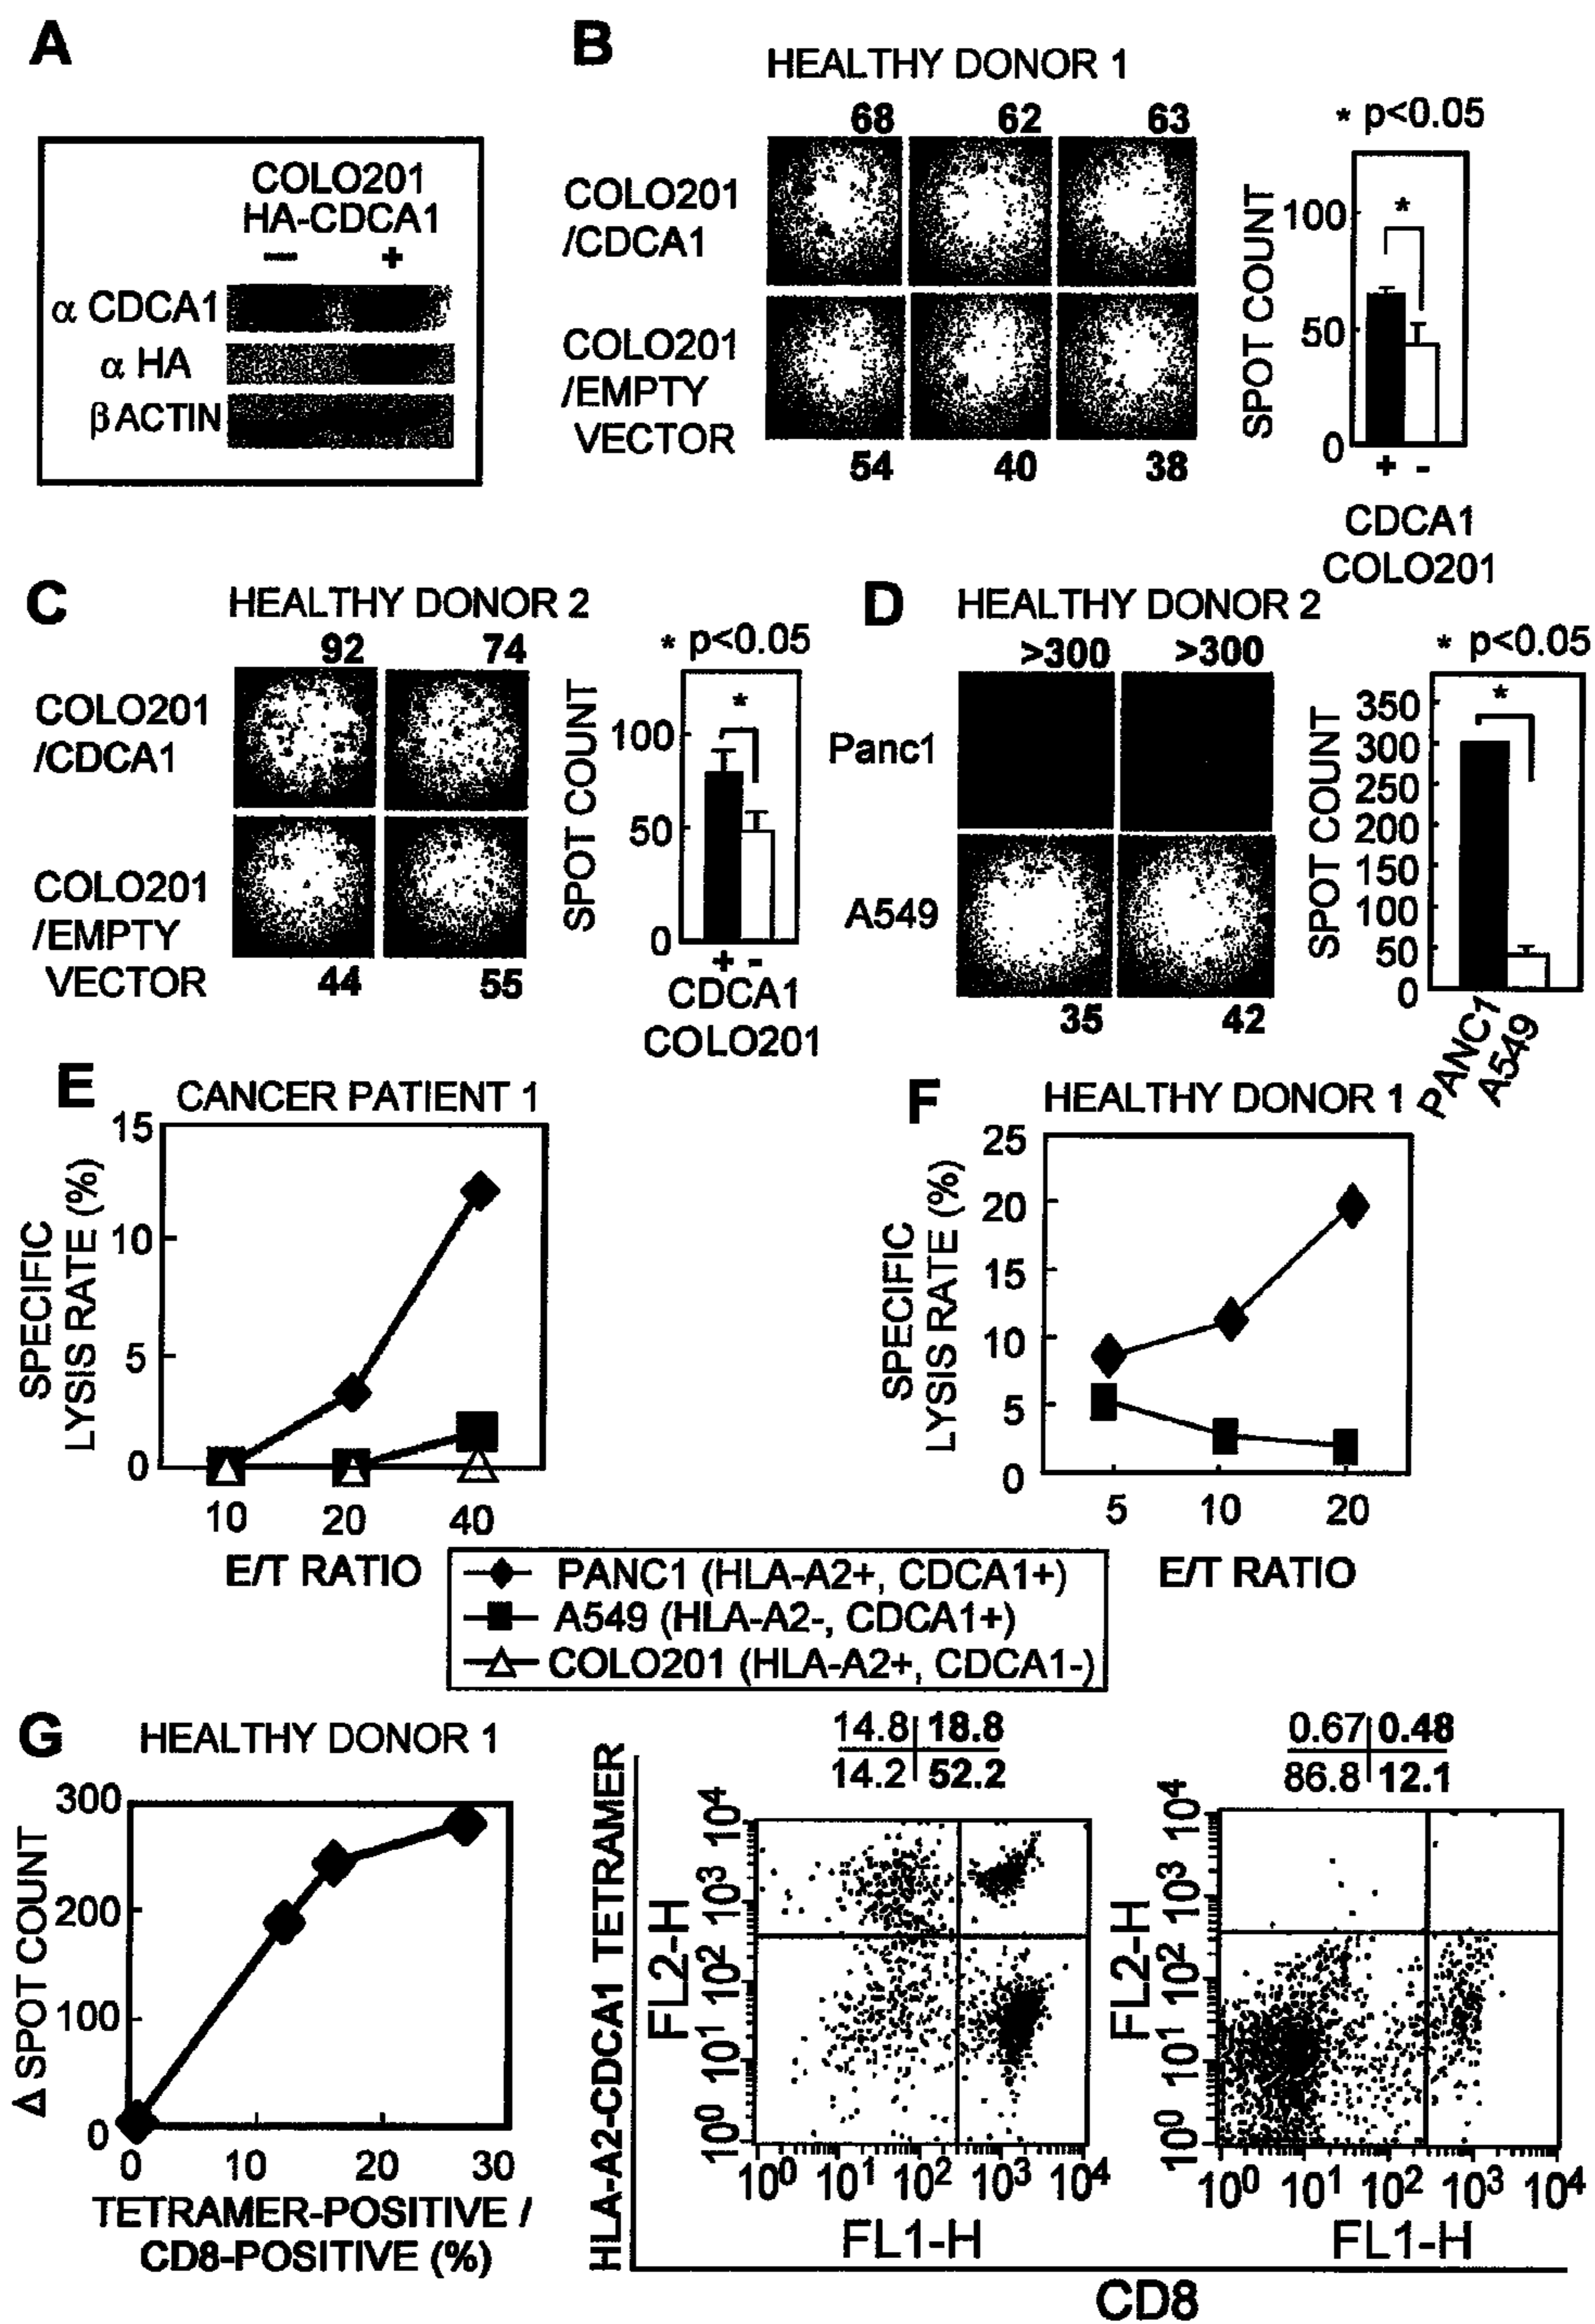 A
COLO201
HA-CDCA1
− +
α CDCA1
α HA
β ACTIN
B
HEALTHY DONOR 1
68 62 63
COLO201
/CDCA1
COLO201
/EMPTY
VECTOR
54 40 38
* p<0.05
SPOT COUNT
100
50
0
*
+ -
CDCA1
COLO201
C
HEALTHY DONOR 2
92 74
COLO201
/CDCA1
COLO201
/EMPTY
VECTOR
44 55
* p<0.05
SPOT COUNT
100
50
0
*
+ -
CDCA1
COLO201
D
HEALTHY DONOR 2
>300 >300
Panc1
A549
35 42
* p<0.05
SPOT COUNT
350
300
250
200
150
100
50
0
*
PANC1
A549
E
CANCER PATIENT 1
SPECIFIC
LYSIS RATE (%)
15
10
5
0
10 20 40
E/T RATIO
F
HEALTHY DONOR 1
SPECIFIC
LYSIS RATE (%)
25
20
15
10
5
0
5 10 20
E/T RATIO
PANC1 (HLA-A2+, CDCA1+)
A549 (HLA-A2-, CDCA1+)
COLO201 (HLA-A2+, CDCA1-)
G
HEALTHY DONOR 1
Δ SPOT COUNT
300
200
100
0
0 10 20 30
TETRAMER-POSITIVE /
CD8-POSITIVE (%)
HLA-A2-CDCA1 TETRAMER
14.8 18.8
14.2 52.2
FL2-H
10⁴
10³
10²
10¹
10⁰
10⁰ 10¹ 10² 10³ 10⁴
FL1-H
0.67 0.48
86.8 12.1
FL2-H
10⁴
10³
10²
10¹
10⁰
10⁰ 10¹ 10² 10³ 10⁴
FL1-H
CD8